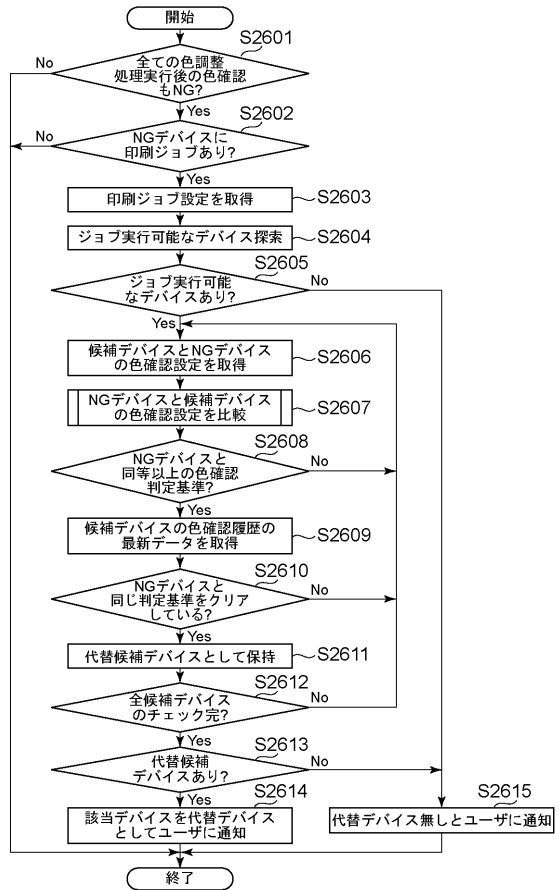 開始
S2601
全ての色調整
処理実行後の色確認
もNG?
No
Yes
S2602
NGデバイスに
印刷ジョブあり?
No
Yes
印刷ジョブ設定を取得
S2603
ジョブ実行可能なデバイス探索
S2604
S2605
ジョブ実行可能
なデバイスあり?
No
Yes
候補デバイスとNGデバイス
の色確認設定を取得
S2606
NGデバイスと候補デバイス
の色確認設定を比較
S2607
S2608
NGデバイスと
同等以上の色確認
判定基準?
No
Yes
候補デバイスの色確認履歴の
最新データを取得
S2609
S2610
NGデバイスと
同じ判定基準をクリア
している?
No
Yes
代替候補デバイスとして保持
S2611
S2612
全候補デバイス
のチェック完?
No
Yes
S2613
代替候補
デバイスあり?
No
Yes
S2614
該当デバイスを代替デバイス
としてユーザに通知
S2615
代替デバイス無しとユーザに通知
終了